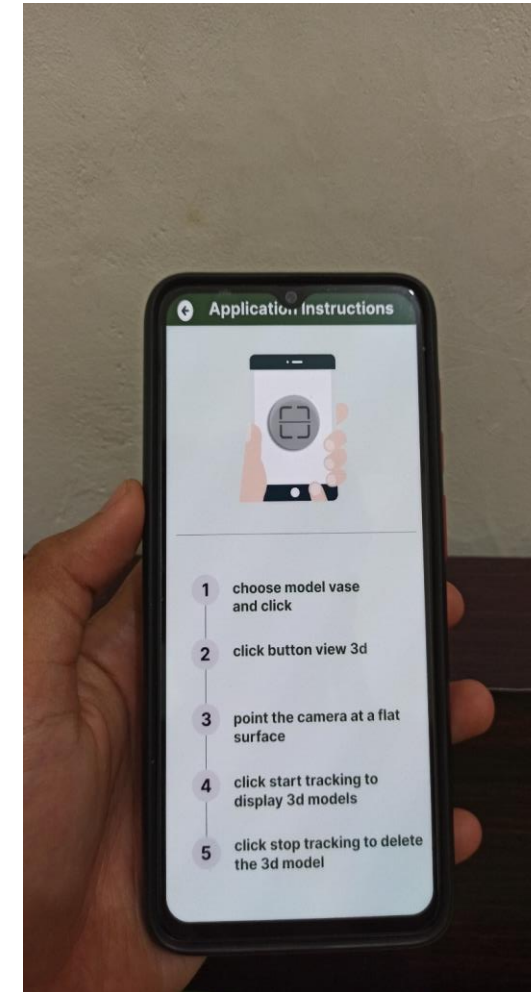 Application Instructions
1 choose model vase
and click
2 click button view 3d
3 point the camera at a flat
surface
4 click start tracking to
display 3d models
5 click stop tracking to delete
the 3d model